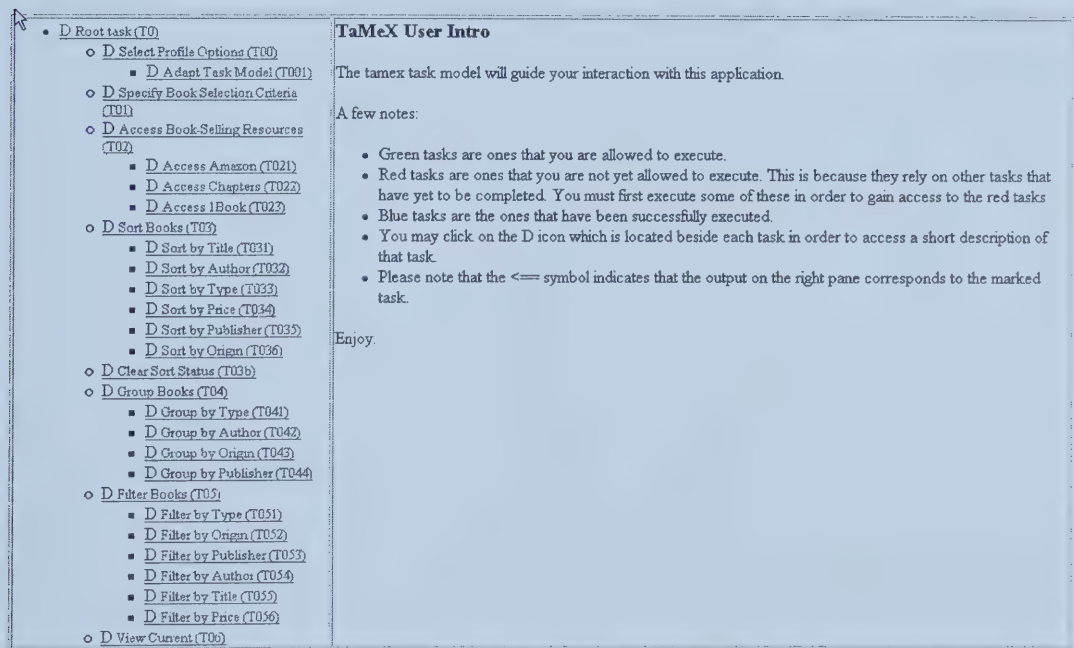 D Root task (T0)
D Select Profile Options (T00)
D Adapt Task Model (T001)
D Specify Book Selection Criteria
(T01)
D Access Book-Selling Resources
(T02)
D Access Amazon (T021)
D Access Chapters (T022)
D Access 1Book (T023)
D Sort Books (T03)
D Sort by Title (T031)
D Sort by Author (T032)
D Sort by Type (T033)
D Sort by Price (T034)
D Sort by Publisher (T035)
D Sort by Origin (T036)
D Clear Sort Status (T03b)
D Group Books (T04)
D Group by Type (T041)
D Group by Author (T042)
D Group by Origin (T043)
D Group by Publisher (T044)
D Filter Books (T05)
D Filter by Type (T051)
D Filter by Origin (T052)
D Filter by Publisher (T053)
D Filter by Author (T054)
D Filter by Title (T055)
D Filter by Price (T056)
D View Current (T06)
TaMeX User Intro
The tamex task model will guide your interaction with this application.
A few notes:
Green tasks are ones that you are allowed to execute.
Red tasks are ones that you are not yet allowed to execute. This is because they rely on other tasks that
have yet to be completed. You must first execute some of these in order to gain access to the red tasks
Blue tasks are the ones that have been successfully executed.
You may click on the D icon which is located beside each task in order to access a short description of
that task.
Please note that the <== symbol indicates that the output on the right pane corresponds to the marked
task.
Enjoy.